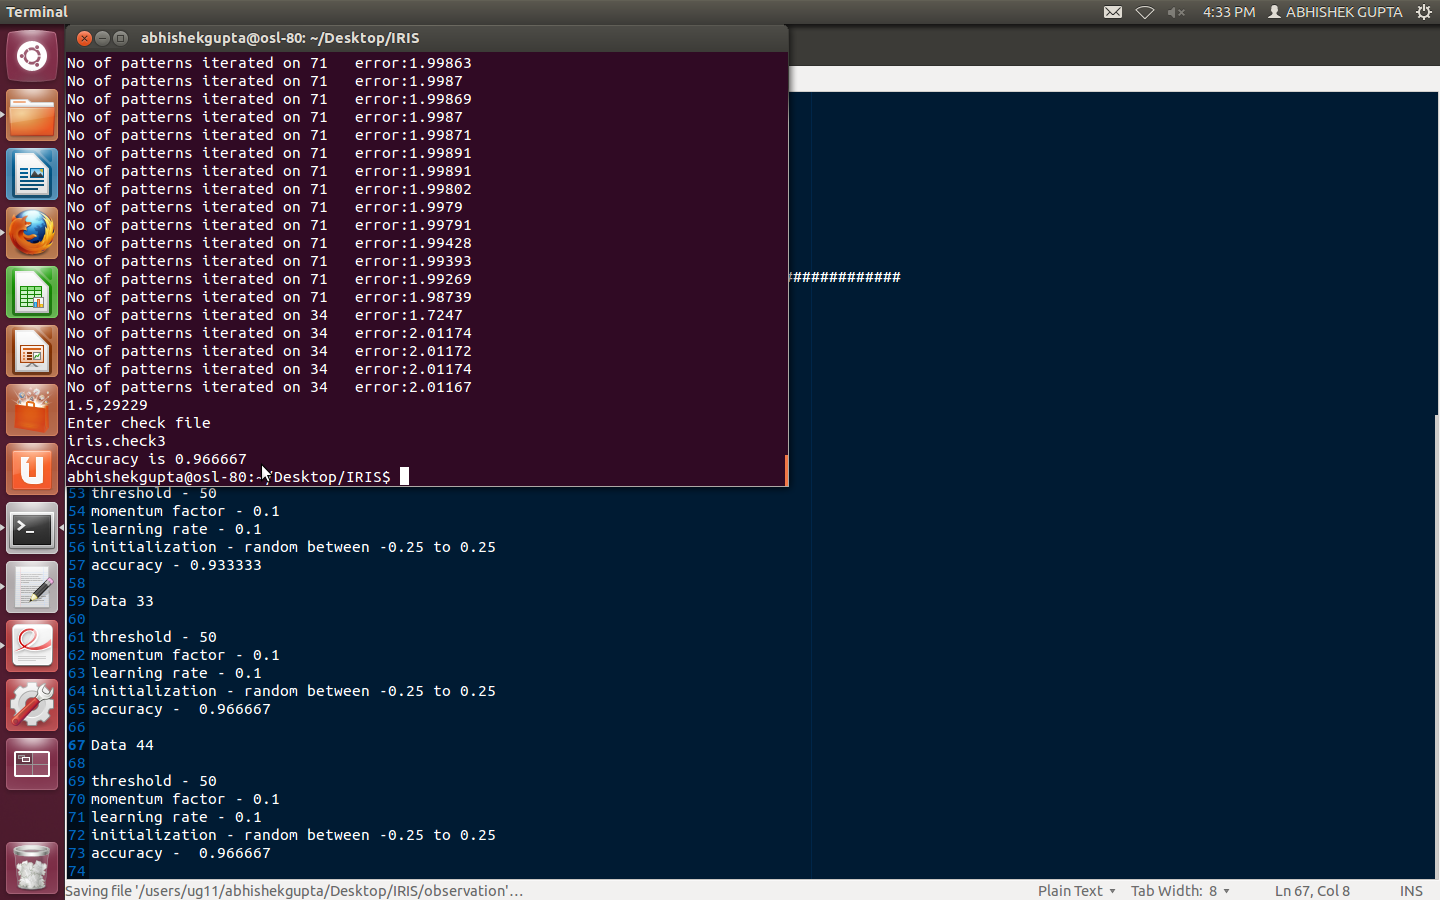 Terminal
4:33 PM
ABHISHEK GUPTA
abhishekgupta@osl-80: ~/Desktop/IRIS
No of patterns iterated on 71   error:1.99863
No of patterns iterated on 71   error:1.9987
No of patterns iterated on 71   error:1.99869
No of patterns iterated on 71   error:1.9987
No of patterns iterated on 71   error:1.99871
No of patterns iterated on 71   error:1.99891
No of patterns iterated on 71   error:1.99891
No of patterns iterated on 71   error:1.99802
No of patterns iterated on 71   error:1.9979
No of patterns iterated on 71   error:1.99791
No of patterns iterated on 71   error:1.99428
No of patterns iterated on 71   error:1.99393
No of patterns iterated on 71   error:1.99269
No of patterns iterated on 71   error:1.98739
No of patterns iterated on 34   error:1.7247
No of patterns iterated on 34   error:2.01174
No of patterns iterated on 34   error:2.01172
No of patterns iterated on 34   error:2.01174
No of patterns iterated on 34   error:2.01167
1.5,29229
Enter check file
iris.check3
Accuracy is 0.966667
abhishekgupta@osl-80:~/Desktop/IRIS$
#############
53 threshold - 50
54 momentum factor - 0.1
55 learning rate - 0.1
56 initialization - random between -0.25 to 0.25
57 accuracy - 0.933333
58
59 Data 33
60
61 threshold - 50
62 momentum factor - 0.1
63 learning rate - 0.1
64 initialization - random between -0.25 to 0.25
65 accuracy -  0.966667
66
67 Data 44
68
69 threshold - 50
70 momentum factor - 0.1
71 learning rate - 0.1
72 initialization - random between -0.25 to 0.25
73 accuracy -  0.966667
74
Saving file '/users/ug11/abhishekgupta/Desktop/IRIS/observation'...
Plain Text
Tab Width: 8
Ln 67, Col 8
INS